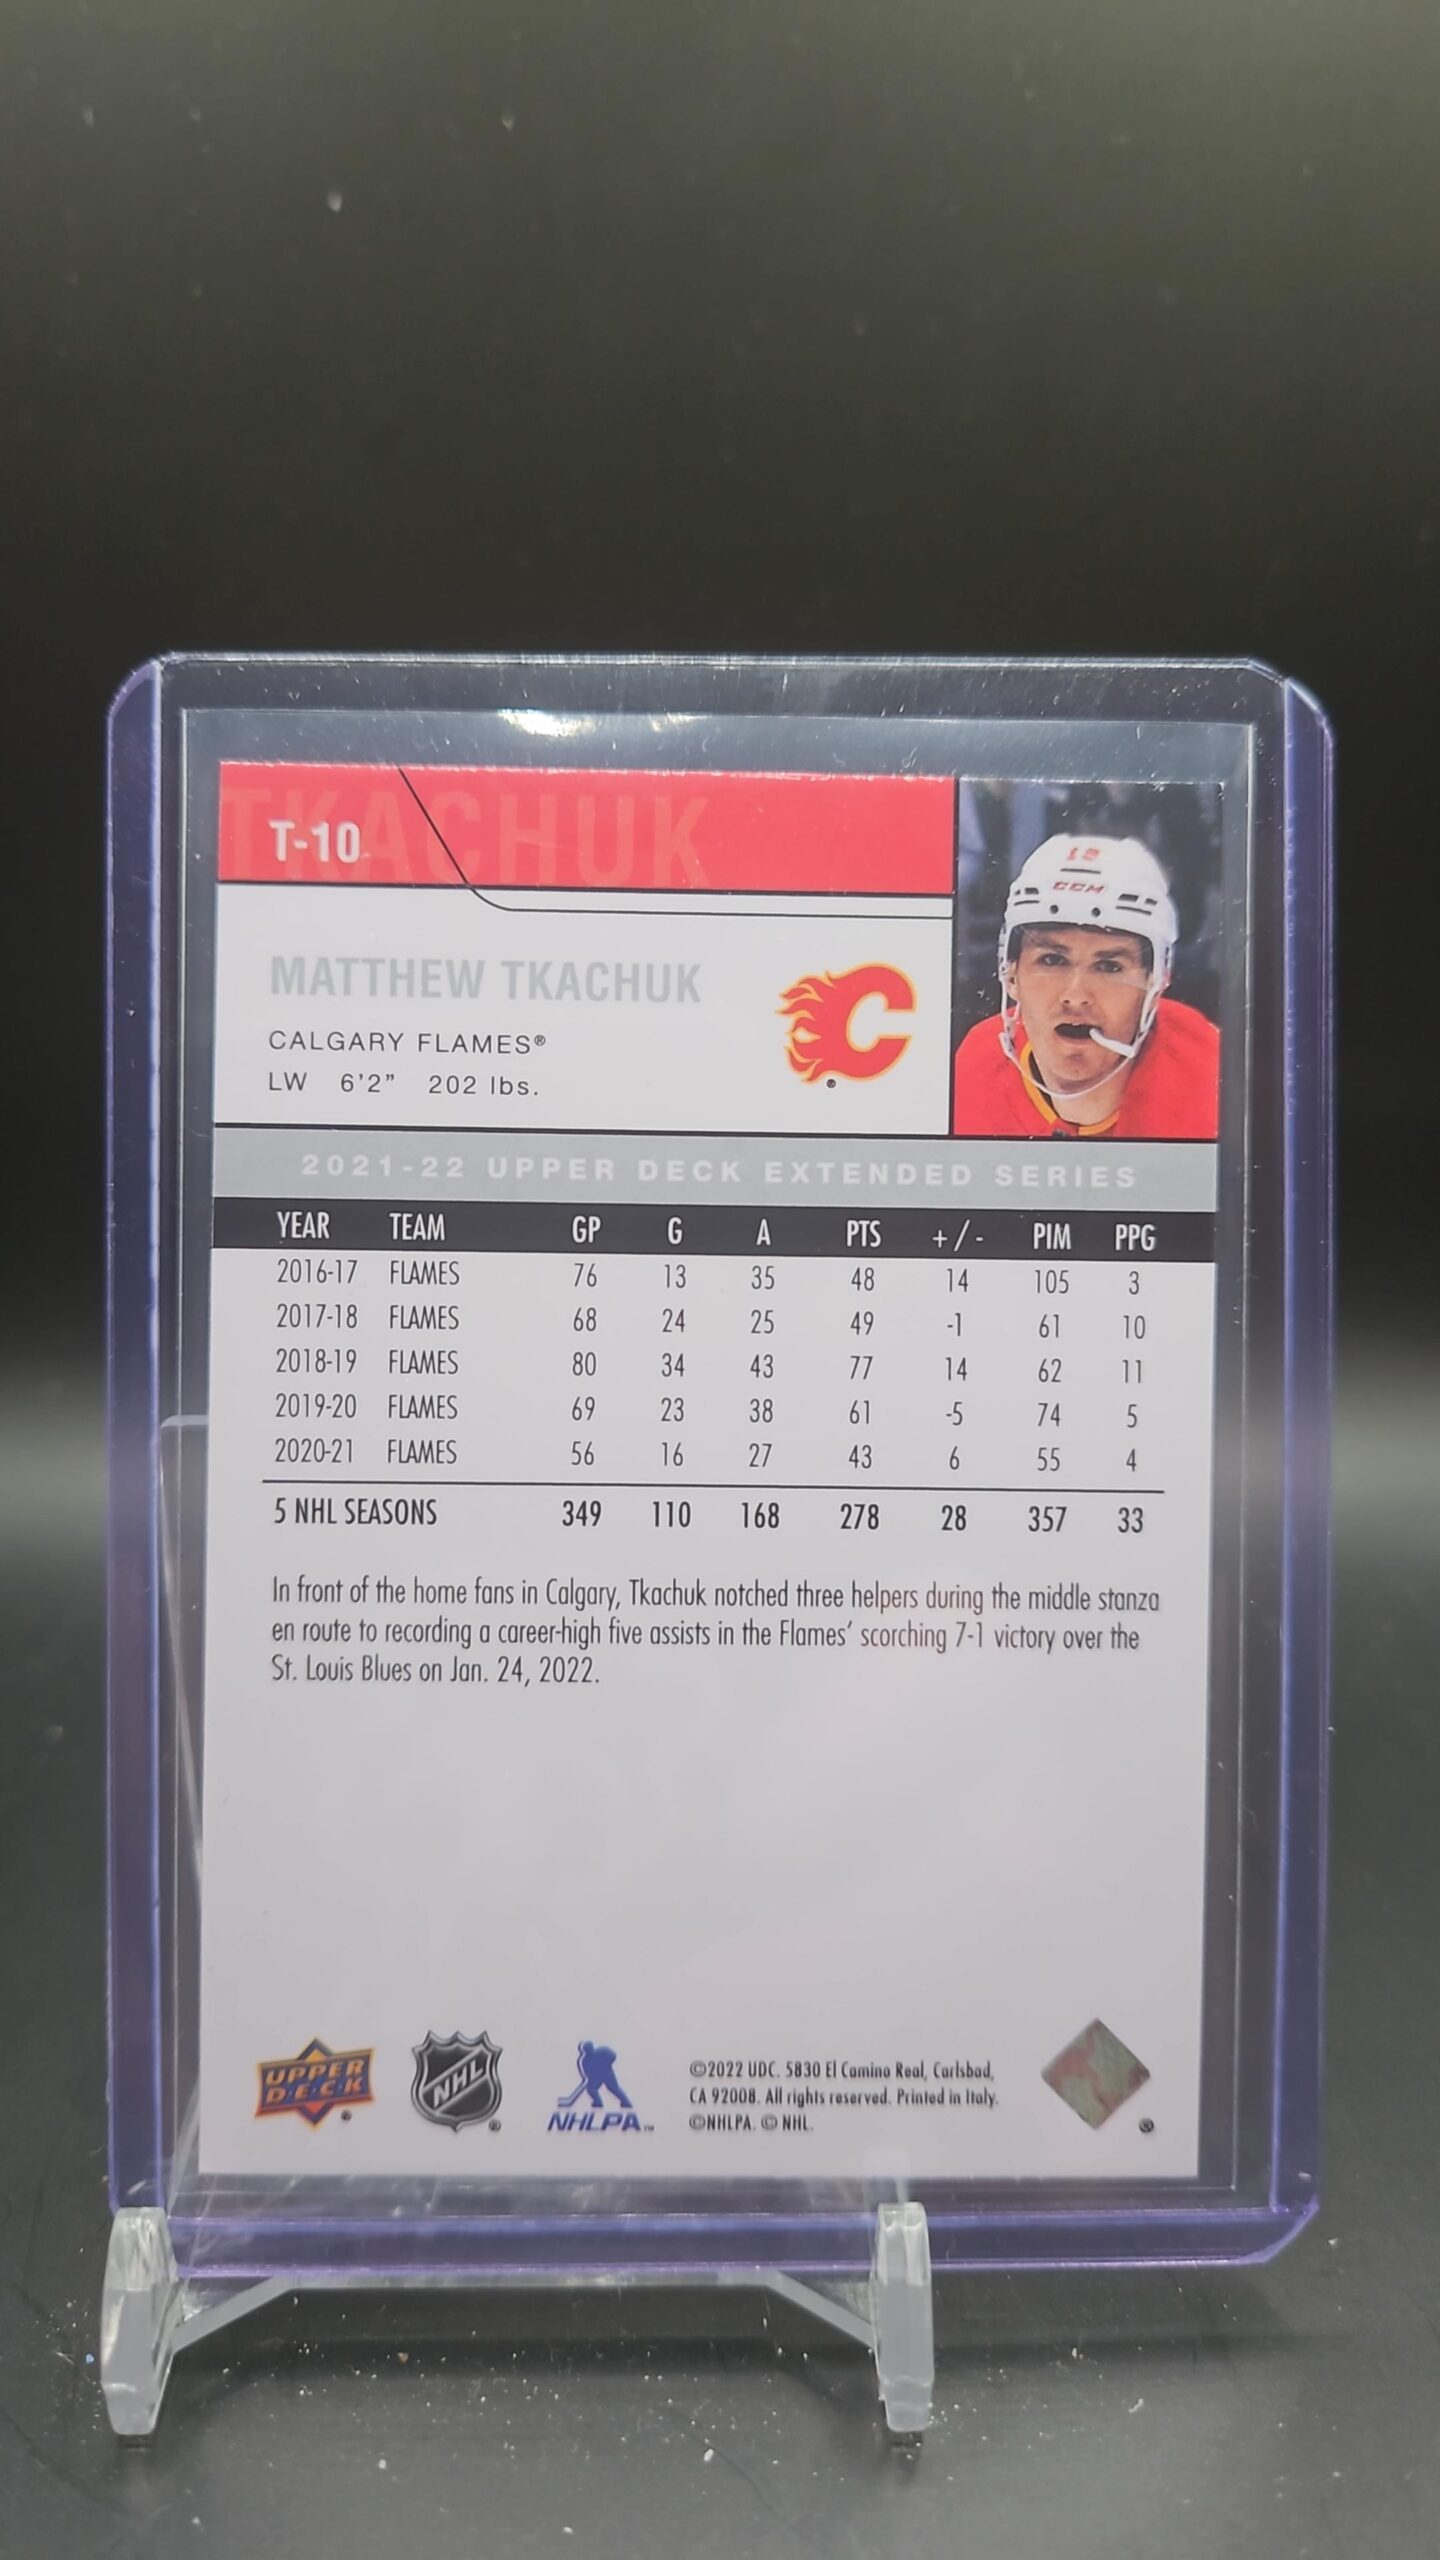 TKACHUK
T-10
MATTHEW TKACHUK
CALGARY FLAMES®
LW 6'2" 202 lbs.
C
®
19
CCM
2021-22 UPPER DECK EXTENDED SERIES
YEAR TEAM GP G A PTS +/- PIM PPG
2016-17 FLAMES 76 13 35 48 14 105 3
2017-18 FLAMES 68 24 25 49 -1 61 10
2018-19 FLAMES 80 34 43 77 14 62 11
2019-20 FLAMES 69 23 38 61 -5 74 5
2020-21 FLAMES 56 16 27 43 6 55 4
5 NHL SEASONS 349 110 168 278 28 357 33
In front of the home fans in Calgary, Tkachuk notched three helpers during the middle stanza
en route to recording a career-high five assists in the Flames' scorching 7-1 victory over the
St. Louis Blues on Jan. 24, 2022.
UPPER
D·E·C·K
®
NHL
®
NHLPA™
©2022 UDC. 5830 El Camino Real, Carlsbad,
CA 92008. All rights reserved. Printed in Italy.
©NHLPA. © NHL.
®